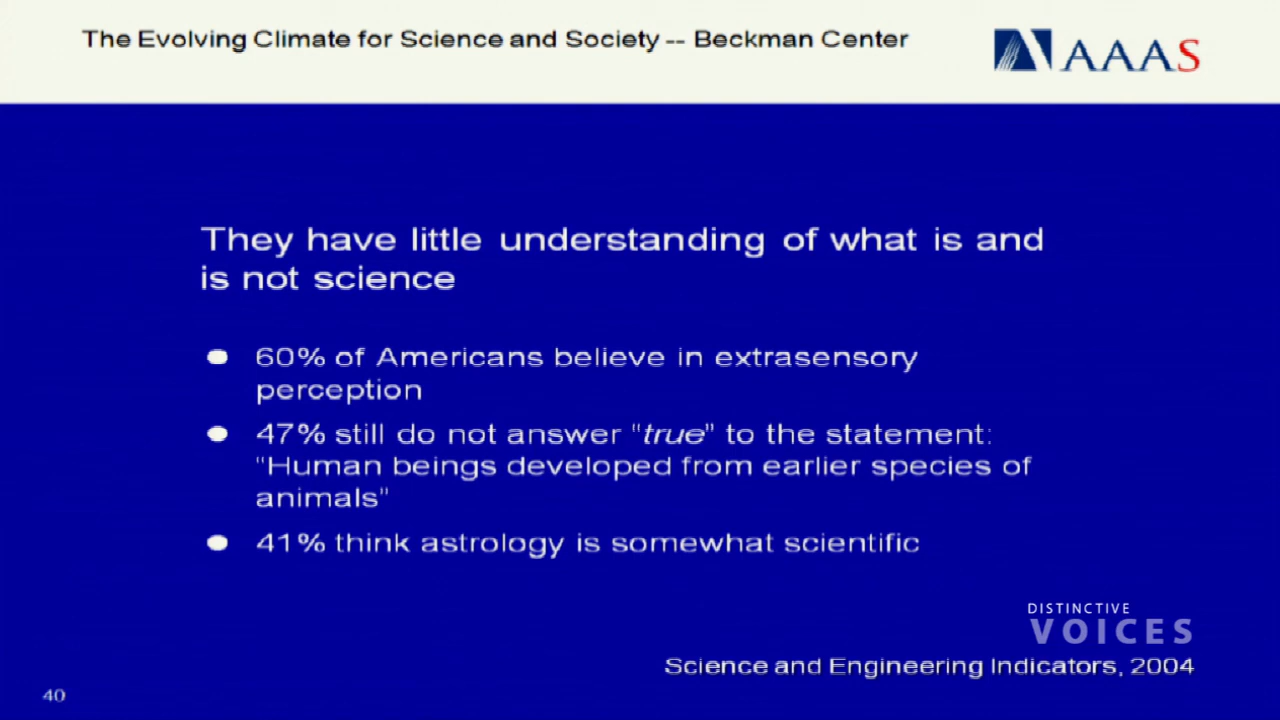 The Evolving Climate for Science and Society -- Beckman Center
AAAS
They have little understanding of what is and
is not science
60% of Americans believe in extrasensory
perception
47% still do not answer “true” to the statement:
“Human beings developed from earlier species of
animals”
41% think astrology is somewhat scientific
DISTINCTIVE
VOICES
Science and Engineering Indicators, 2004
40